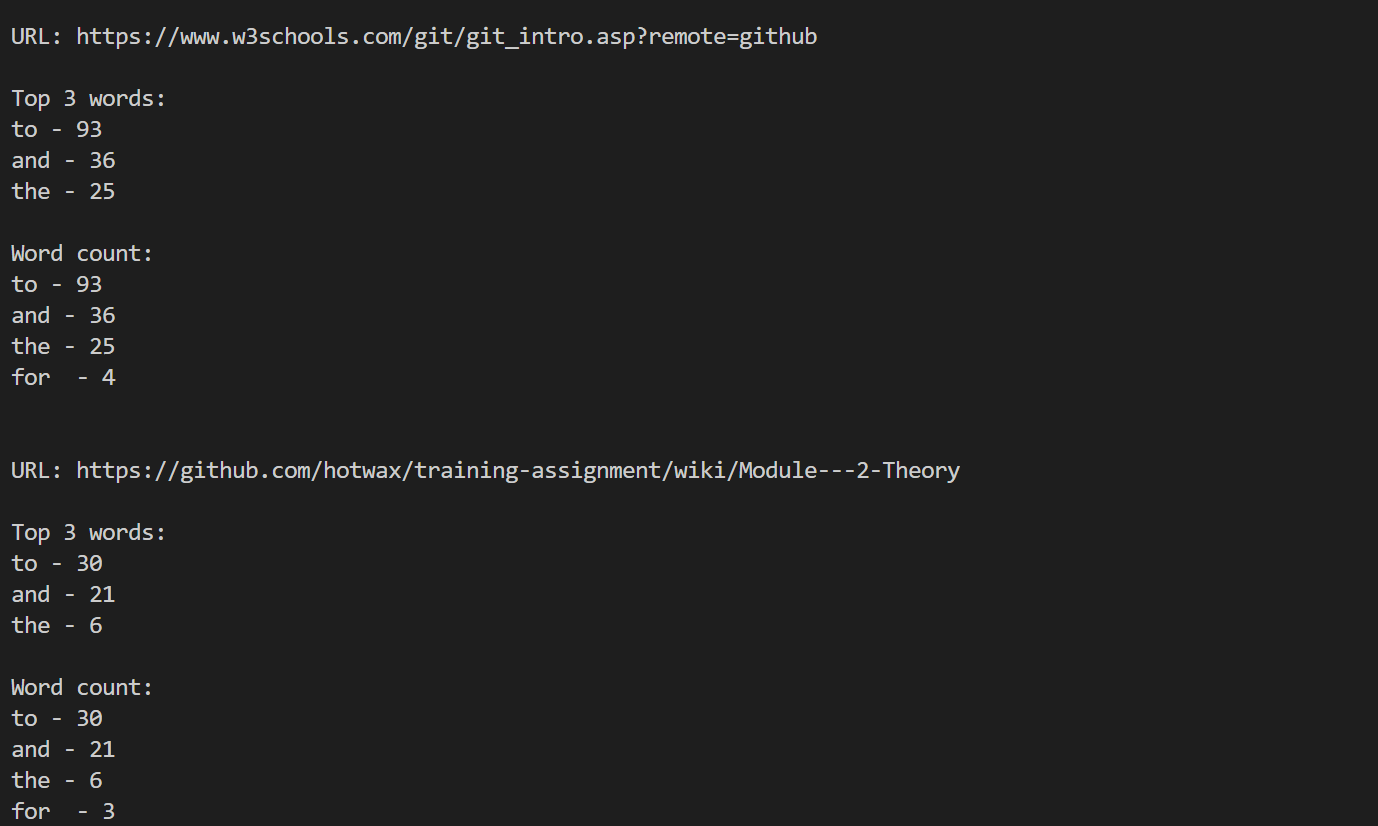 URL: https://www.w3schools.com/git/git_intro.asp?remote=github
Top 3 words:
to - 93
and - 36
the - 25
Word count:
to - 93
and - 36
the - 25
for  - 4
URL: https://github.com/hotwax/training-assignment/wiki/Module---2-Theory
Top 3 words:
to - 30
and - 21
the - 6
Word count:
to - 30
and - 21
the - 6
for  - 3